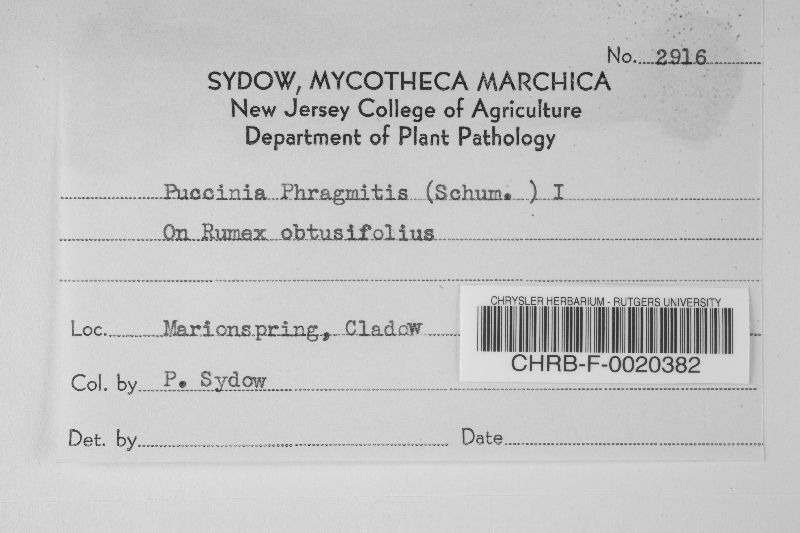 No. 2916
SYDOW, MYCOTHECA MARCHICA
New Jersey College of Agriculture
Department of Plant Pathology
Puccinia Phragmitis (Schum. ) I
On Rumex obtusifolius
CHRYSLER HERBARIUM - RUTGERS UNIVERSITY
Loc. Marionspring, Cladow
CHRB-F-0020382
Col. by P. Sydow
Det. by Date